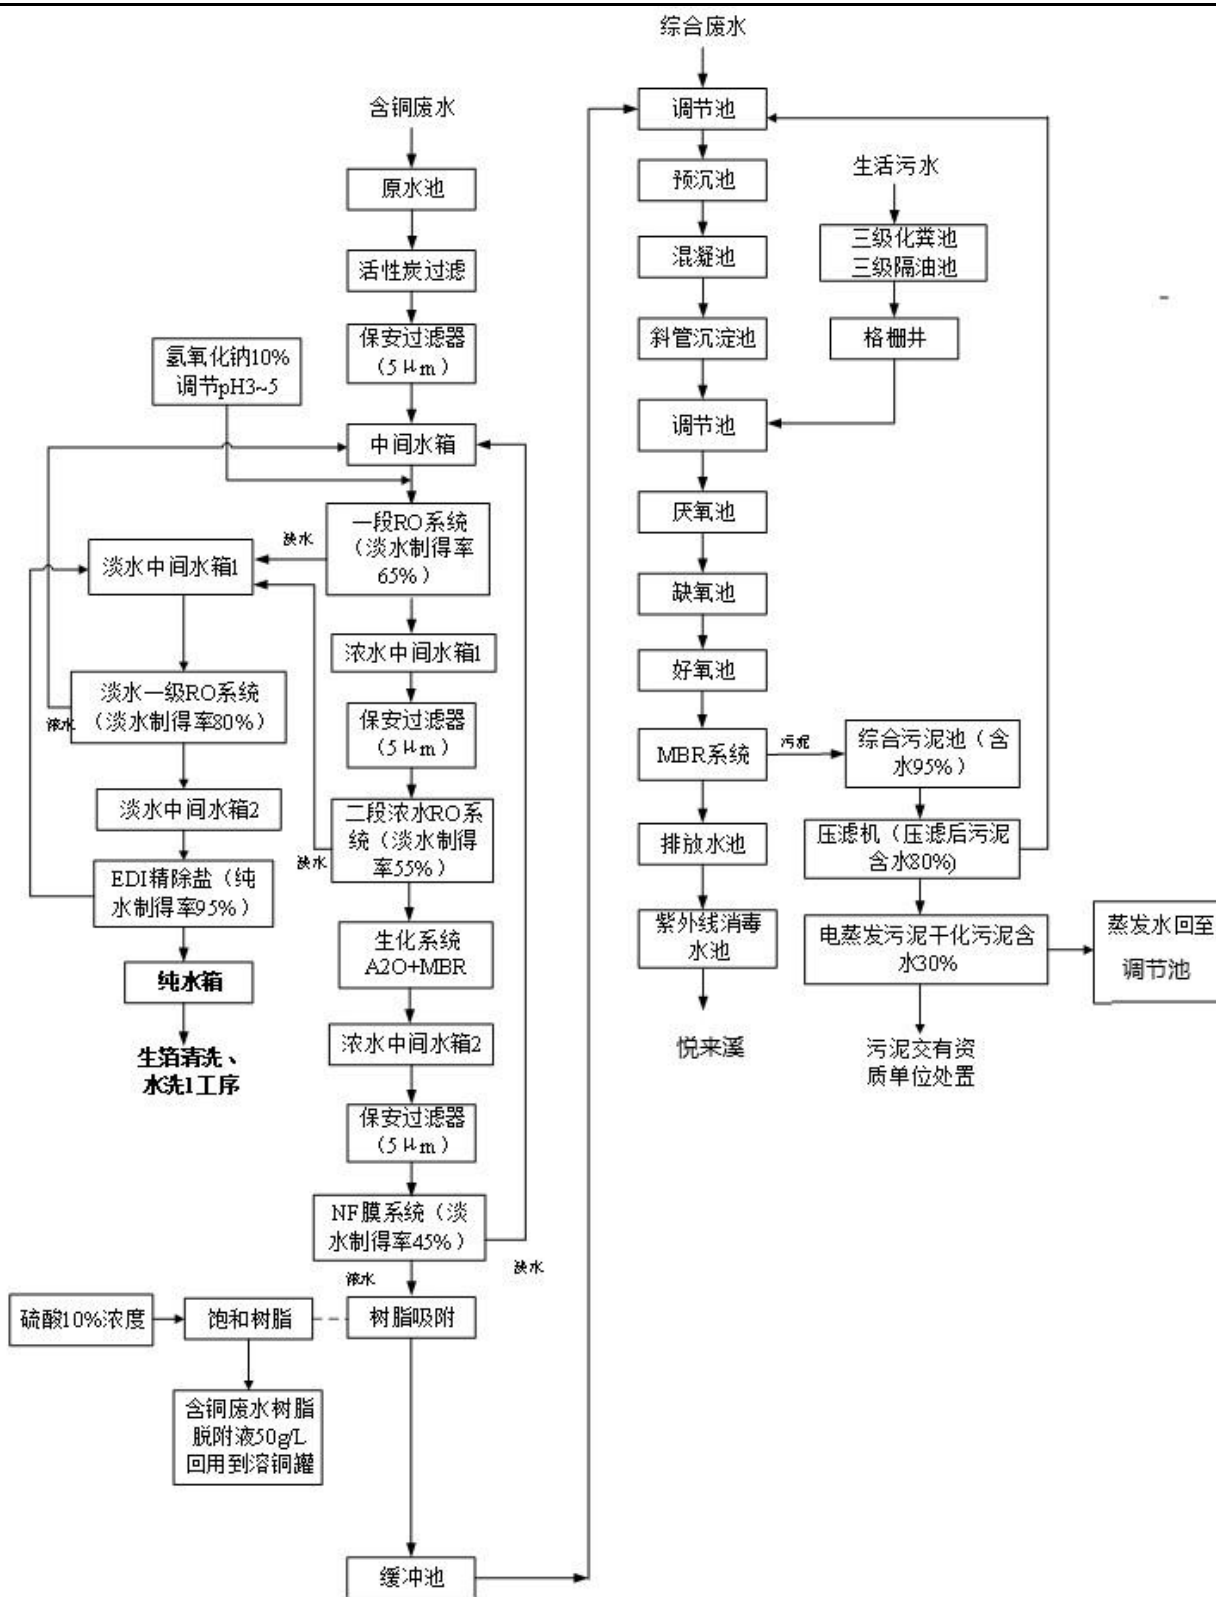 综合废水
调节池
含铜废水
原水池
预沉池
生活污水
活性炭过滤
混凝池
三级化粪池
三级隔油池
保安过滤器
(5μm)
斜管沉淀池
格栅井
氢氧化钠10%
调节pH3~5
中间水箱
调节池
一段RO系统
(淡水制得率
65%)
淡水
淡水中间水箱1
厌氧池
缺氧池
浓水中间水箱1
好氧池
淡水一级RO系统
(淡水制得率80%)
浓水
保安过滤器
(5μm)
MBR系统
污泥
综合污泥池(含
水95%)
淡水中间水箱2
二段浓水RO系
统(淡水制得
率55%)
淡水
排放水池
压滤机(压滤后污泥
含水80%)
EDI精除盐(纯
水制得率95%)
生化系统
A2O+MBR
紫外线消毒
水池
电蒸发污泥干化污泥含
水30%
蒸发水回至
调节池
纯水箱
浓水中间水箱2
悦来溪
污泥交有资
质单位处置
生箔清洗、
水洗1工序
保安过滤器
(5μm)
NF膜系统(淡
水制得率45%)
淡水
浓水
硫酸10%浓度
饱和树脂
树脂吸附
含铜废水树脂
脱附液50g/L
回用到溶铜罐
缓冲池